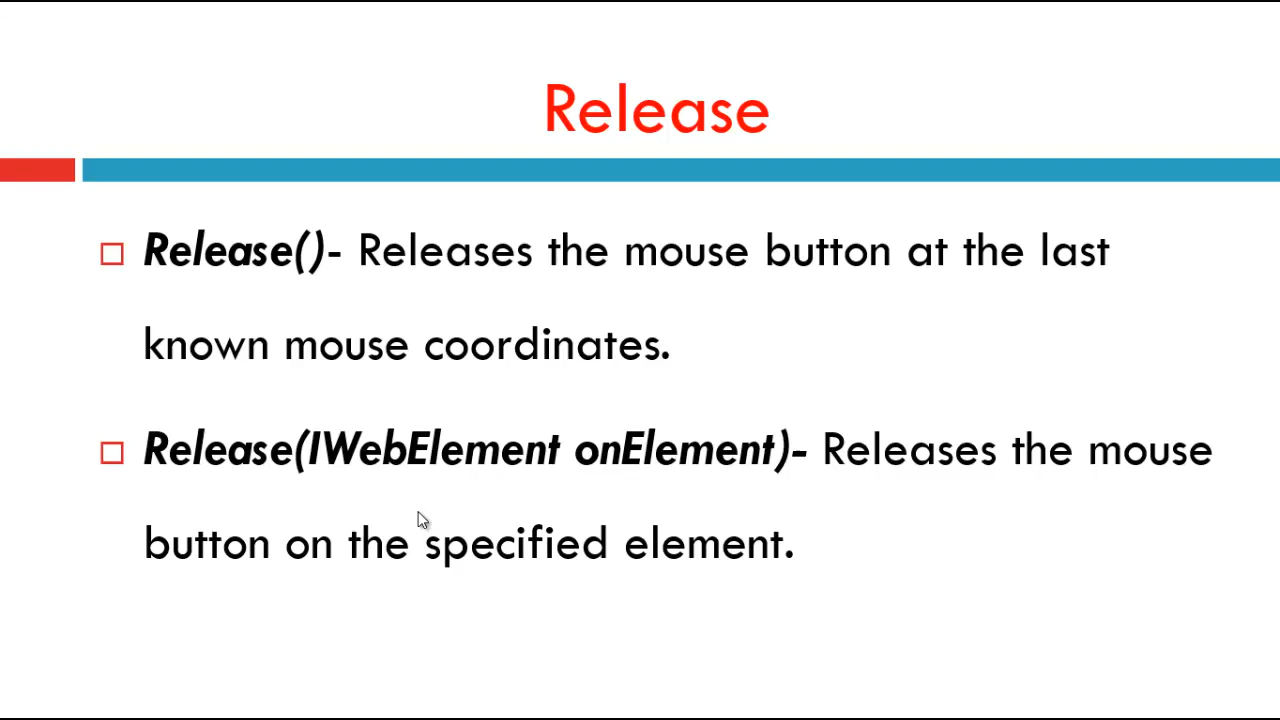 Release
Release()- Releases the mouse button at the last
known mouse coordinates.
Release(IWebElement onElement)- Releases the mouse
button on the specified element.